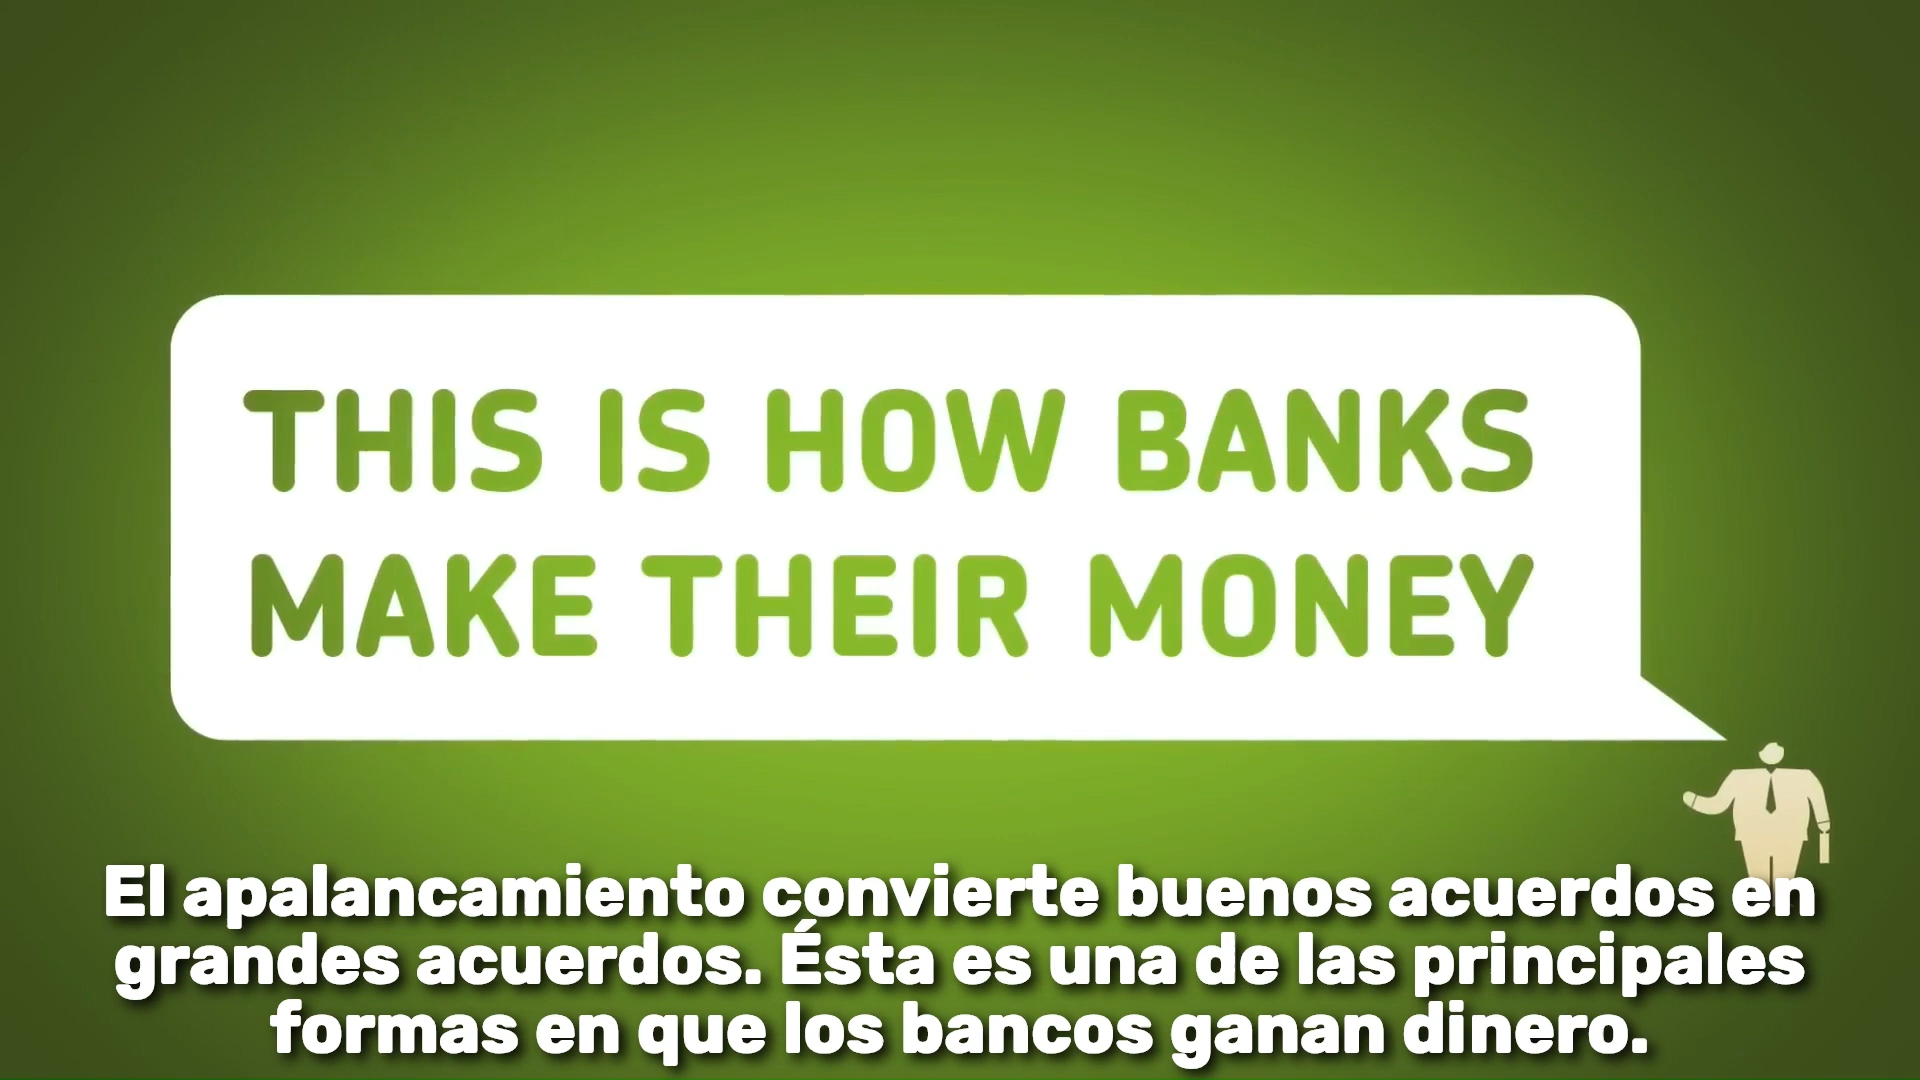 THIS IS HOW BANKS
MAKE THEIR MONEY
El apalancamiento convierte buenos acuerdos en
grandes acuerdos. Ésta es una de las principales
formas en que los bancos ganan dinero.